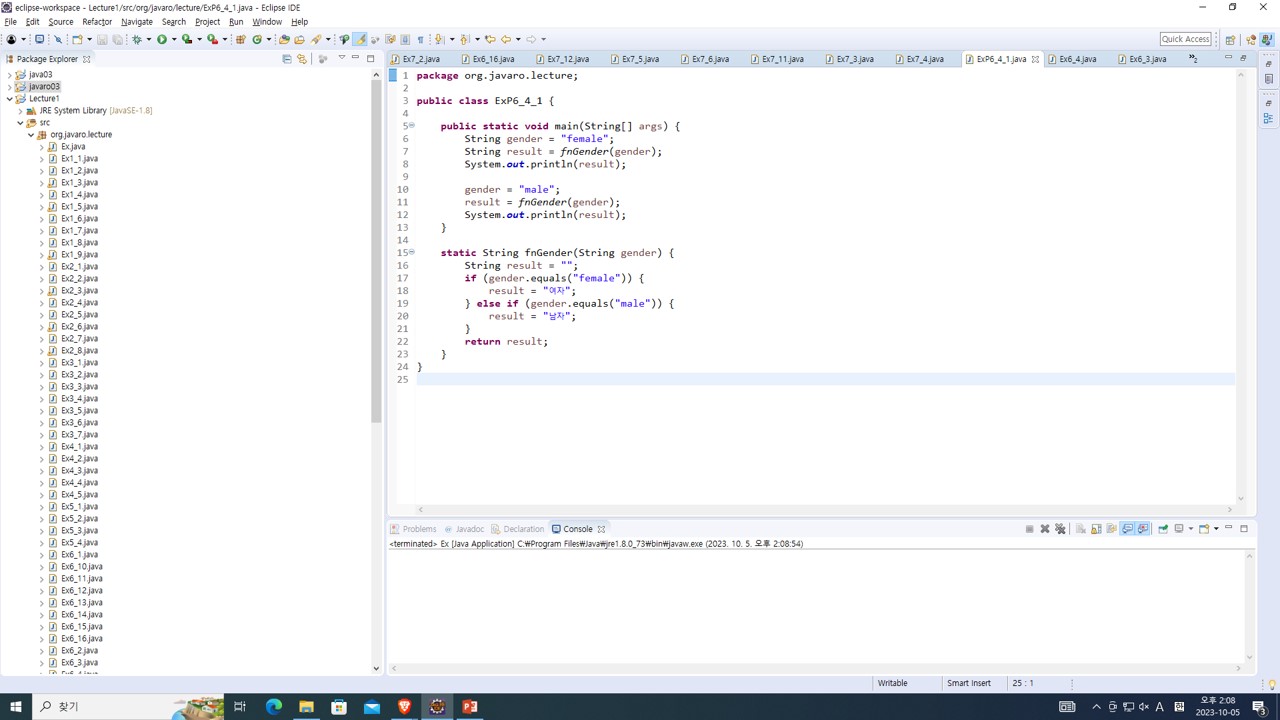 eclipse-workspace - Lecture1/src/org/javaro/lecture/ExP6_4_1.java - Eclipse IDE
File Edit Source Refactor Navigate Search Project Run Window Help
Quick Access
Package Explorer
java03
javaro03
Lecture1
JRE System Library [JavaSE-1.8]
src
org.javaro.lecture
Ex.java
Ex1_1.java
Ex1_2.java
Ex1_3.java
Ex1_4.java
Ex1_5.java
Ex1_6.java
Ex1_7.java
Ex1_8.java
Ex1_9.java
Ex2_1.java
Ex2_2.java
Ex2_3.java
Ex2_4.java
Ex2_5.java
Ex2_6.java
Ex2_7.java
Ex2_8.java
Ex3_1.java
Ex3_2.java
Ex3_3.java
Ex3_4.java
Ex3_5.java
Ex3_6.java
Ex3_7.java
Ex4_1.java
Ex4_2.java
Ex4_3.java
Ex4_4.java
Ex4_5.java
Ex5_1.java
Ex5_2.java
Ex5_3.java
Ex5_4.java
Ex6_1.java
Ex6_10.java
Ex6_11.java
Ex6_12.java
Ex6_13.java
Ex6_14.java
Ex6_15.java
Ex6_16.java
Ex6_2.java
Ex6_3.java
Ex7_2.java Ex6_16.java Ex7_12.java Ex7_5.java Ex7_6.java Ex7_11.java Ex7_3.java Ex7_4.java ExP6_4_1.java Ex6_4.java Ex6_3.java
1 package org.javaro.lecture;
2
3 public class ExP6_4_1 {
4
5 public static void main(String[] args) {
6 String gender = "female";
7 String result = fnGender(gender);
8 System.out.println(result);
9
10 gender = "male";
11 result = fnGender(gender);
12 System.out.println(result);
13 }
14
15 static String fnGender(String gender) {
16 String result = "";
17 if (gender.equals("female")) {
18 result = "여자";
19 } else if (gender.equals("male")) {
20 result = "남자";
21 }
22 return result;
23 }
24 }
25
Problems Javadoc Declaration Console
<terminated> Ex [Java Application] C:₩Program Files₩Java₩jre1.8.0_73₩bin₩javaw.exe (2023. 10. 5. 오후 2:08:54)
Writable Smart Insert 25 : 1
찾기
A 漢
오후 2:08
2023-10-05
3